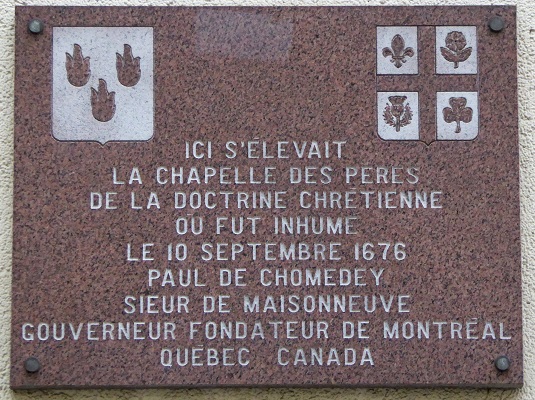 ICI S'ÉLEVAIT
LA CHAPELLE DES PÈRES
DE LA DOCTRINE CHRÉTIENNE
OÙ FUT INHUMÉ
LE 10 SEPTEMBRE 1676
PAUL DE CHOMEDEY
SIEUR DE MAISONNEUVE
GOUVERNEUR FONDATEUR DE MONTRÉAL
QUÉBEC CANADA